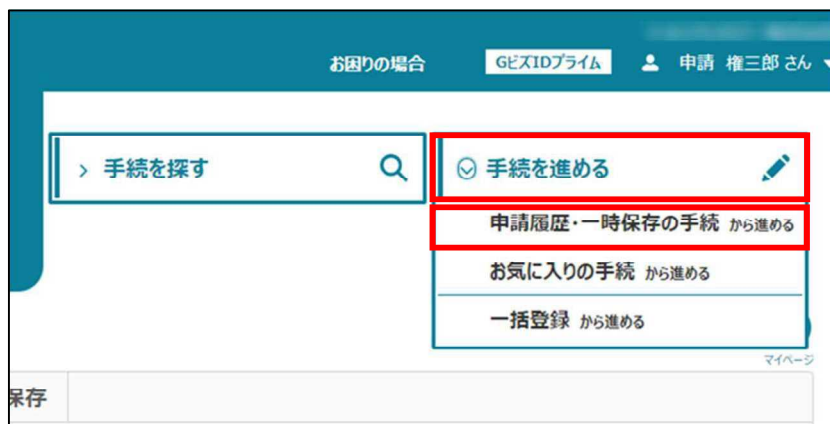 お困りの場合
GビズIDプライム
申請 権三郎 さん
手続を探す
手続を進める
申請履歴・一時保存の手続 から進める
お気に入りの手続 から進める
一括登録 から進める
マイページ
保存